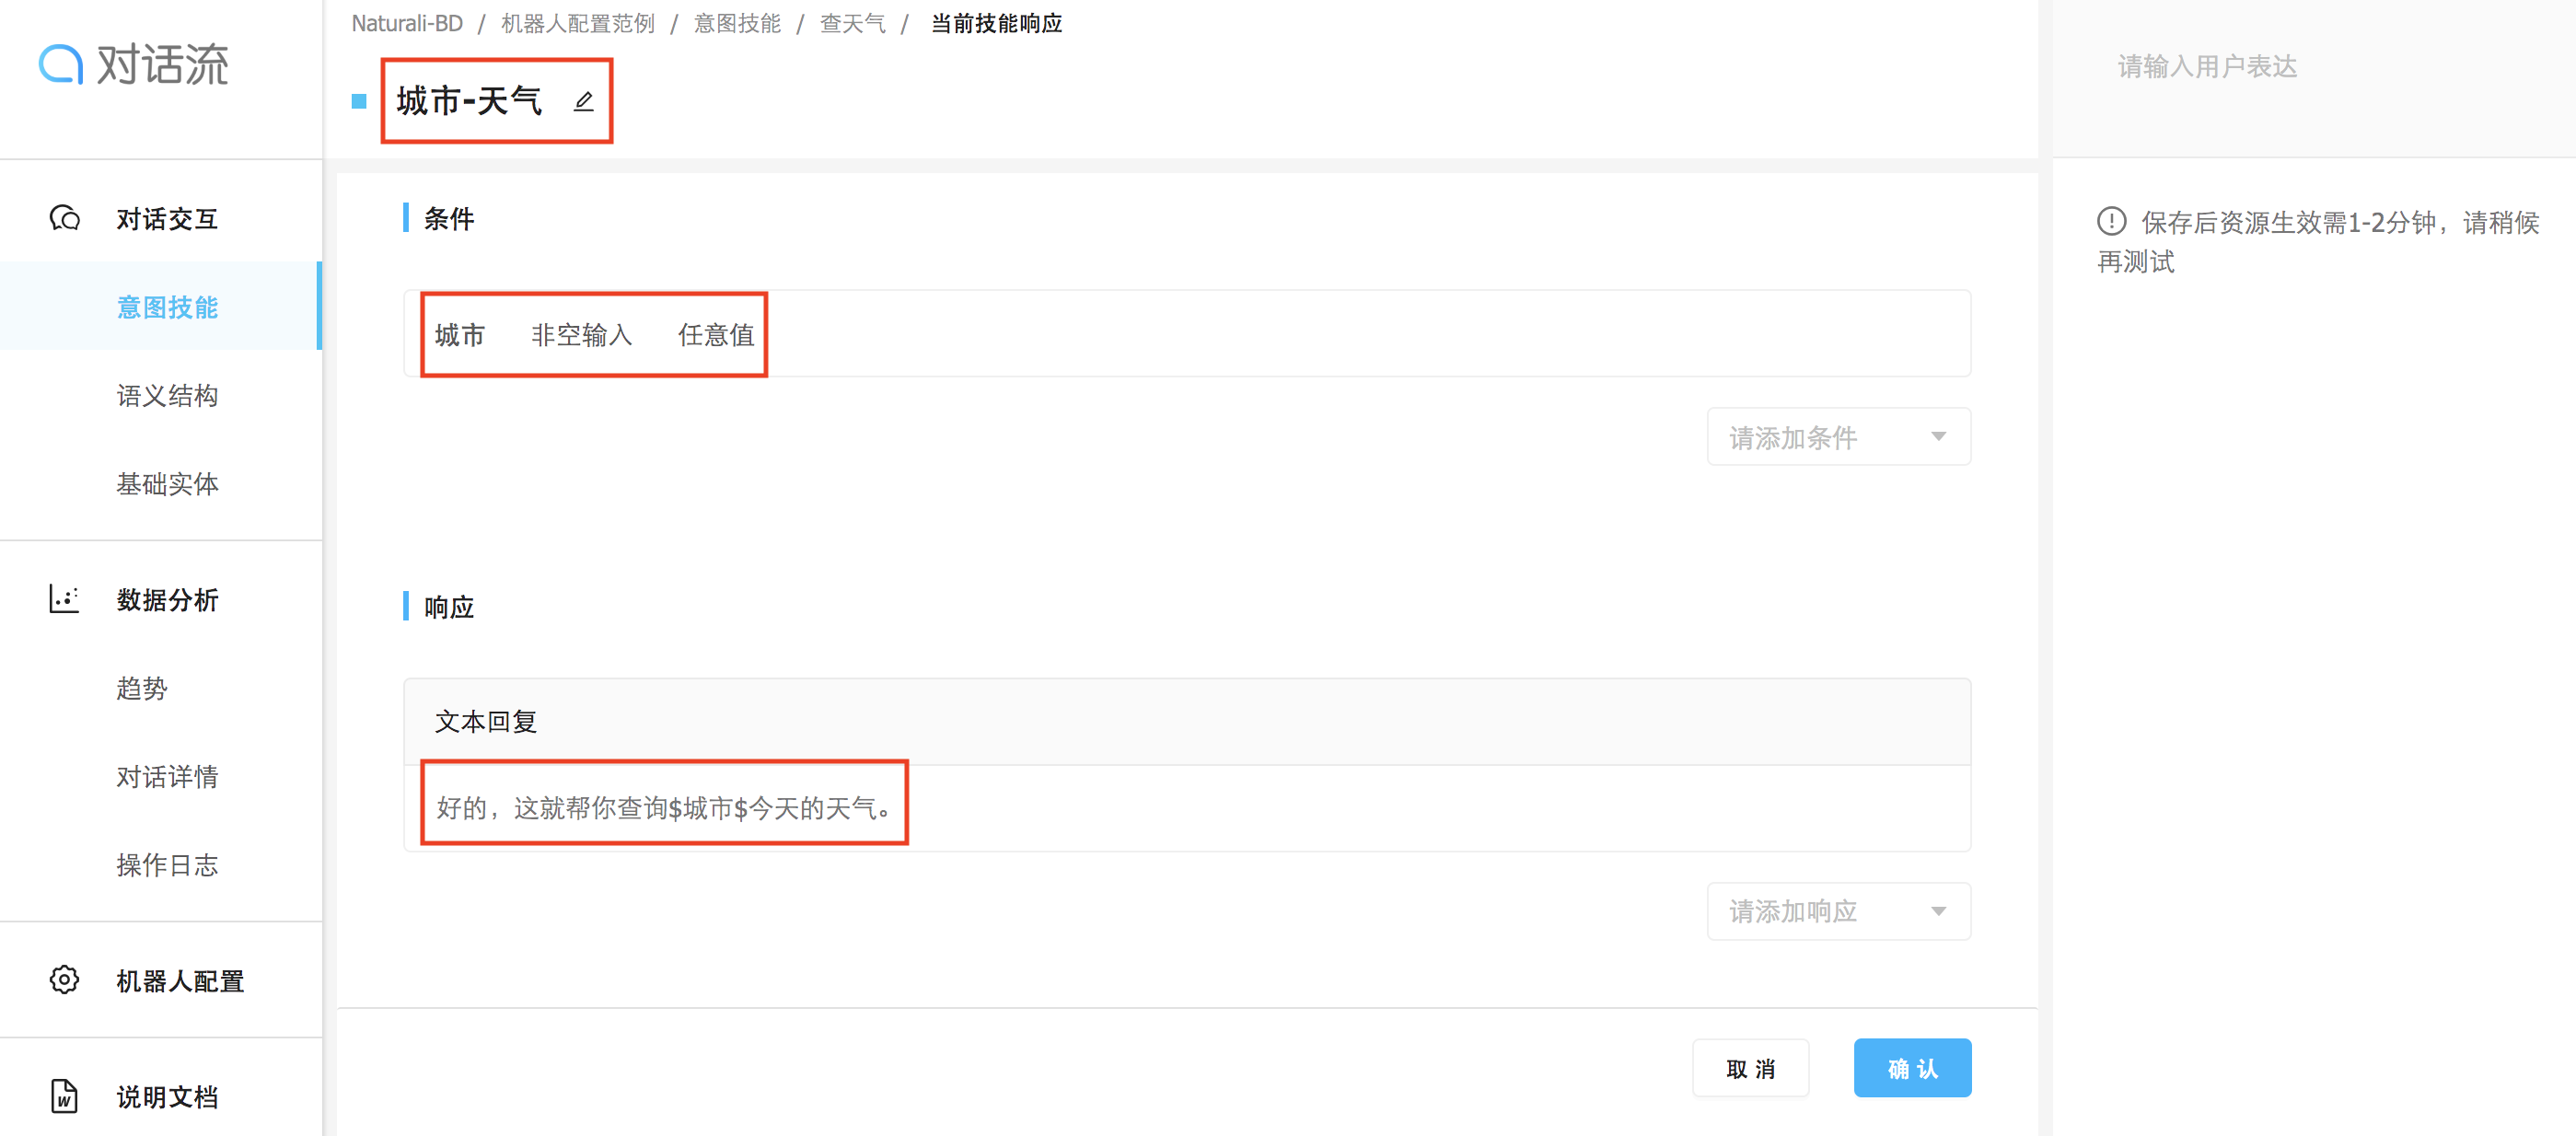 对话流
对话交互
意图技能
语义结构
基础实体
数据分析
趋势
对话详情
操作日志
机器人配置
说明文档
Naturali-BD / 机器人配置范例 / 意图技能 / 查天气 / 当前技能响应
城市-天气
条件
城市 非空输入 任意值
请添加条件
响应
文本回复
好的，这就帮你查询$城市$今天的天气。
请添加响应
取 消 确 认
请输入用户表达
保存后资源生效需1-2分钟，请稍候
再测试